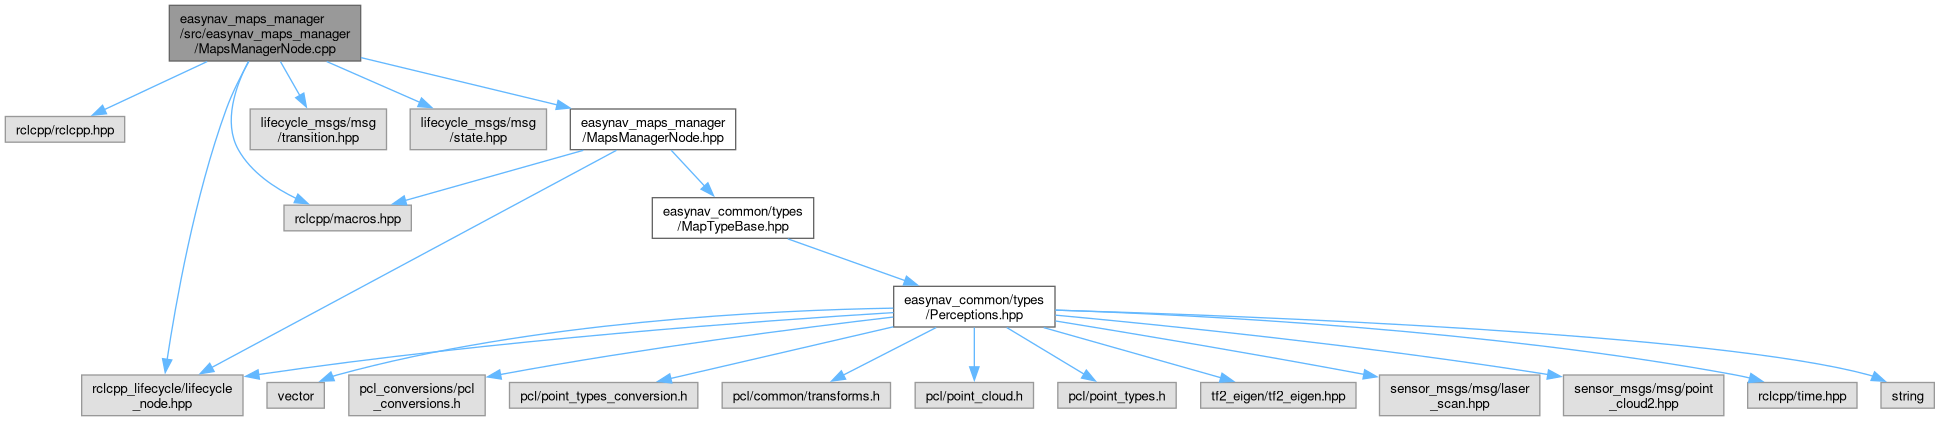 easynav_maps_manager
/src/easynav_maps_manager
/MapsManagerNode.cpp
rclcpp/rclcpp.hpp
lifecycle_msgs/msg
/transition.hpp
lifecycle_msgs/msg
/state.hpp
easynav_maps_manager
/MapsManagerNode.hpp
rclcpp/macros.hpp
easynav_common/types
/MapTypeBase.hpp
easynav_common/types
/Perceptions.hpp
rclcpp_lifecycle/lifecycle
_node.hpp
vector
pcl_conversions/pcl
_conversions.h
pcl/point_types_conversion.h
pcl/common/transforms.h
pcl/point_cloud.h
pcl/point_types.h
tf2_eigen/tf2_eigen.hpp
sensor_msgs/msg/laser
_scan.hpp
sensor_msgs/msg/point
_cloud2.hpp
rclcpp/time.hpp
string